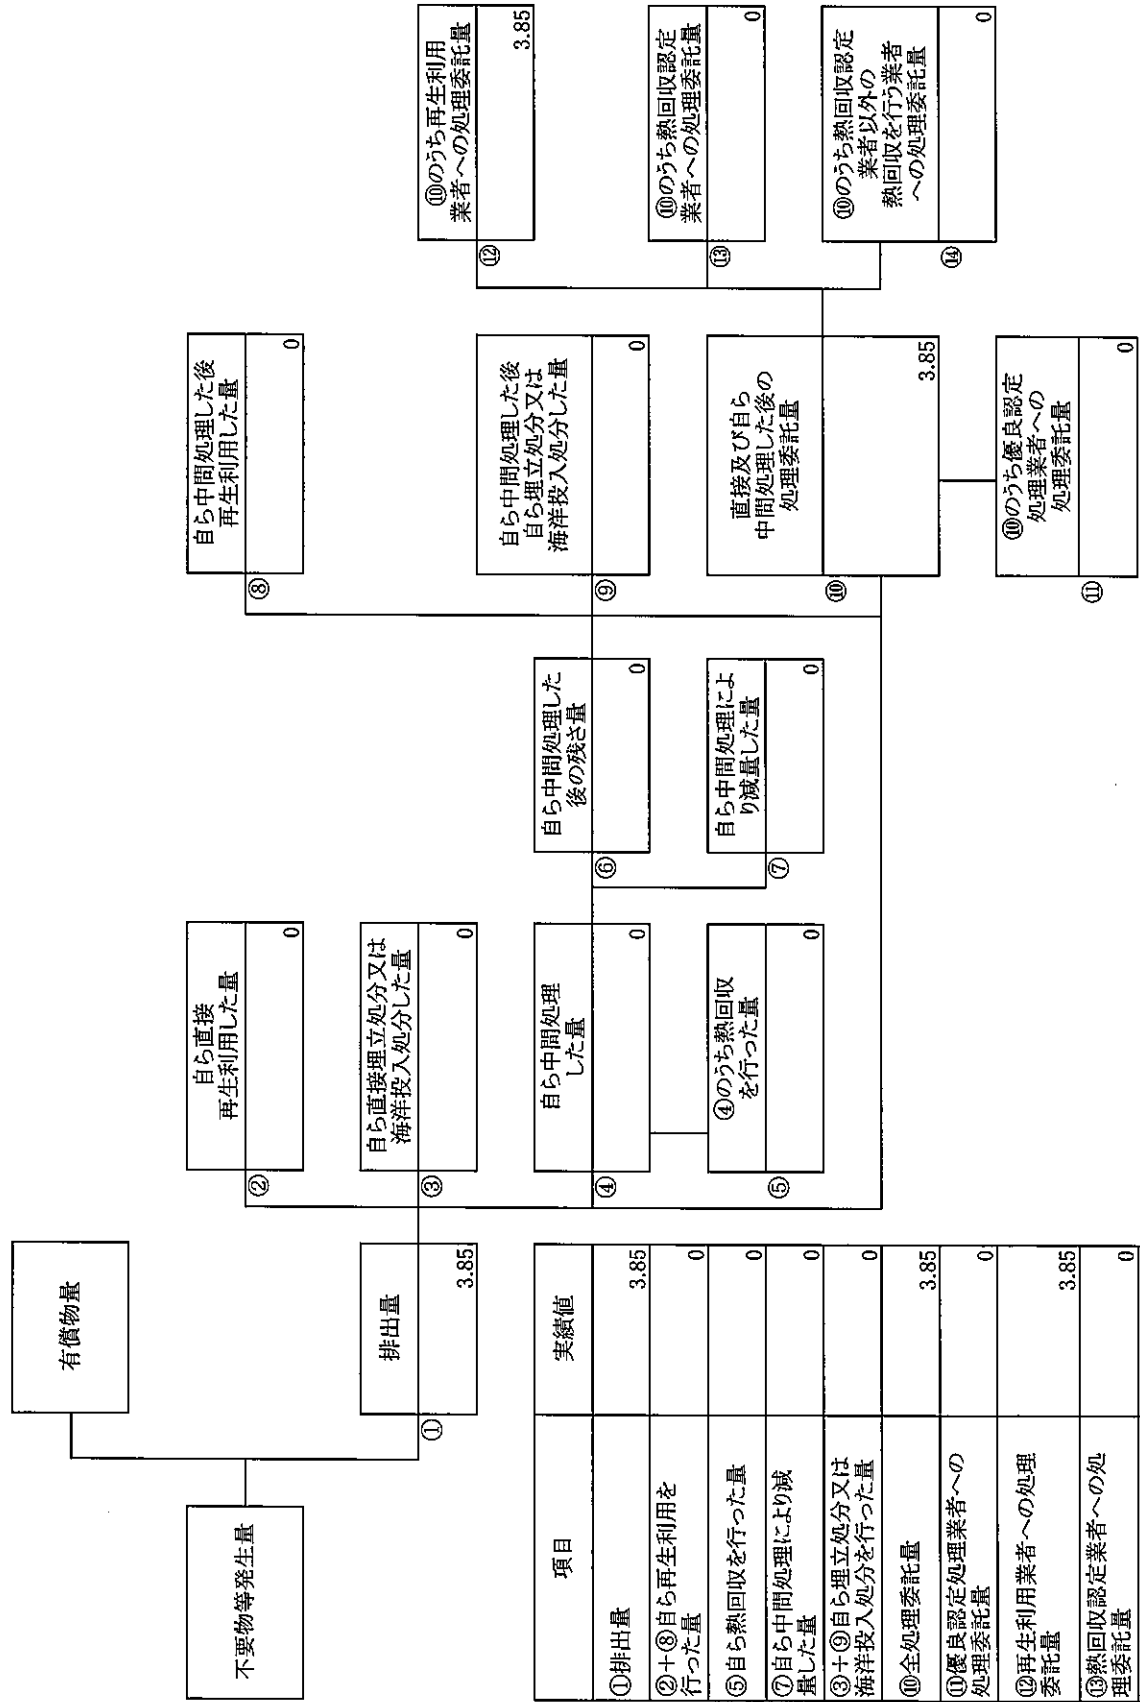 有償物量
不要物等発生量
①
排出量
3.85
②
自ら直接
再生利用した量
0
③
自ら直接埋立処分又は
海洋投入処分した量
0
④
自ら中間処理
した量
0
⑤
④のうち熱回収
を行った量
0
⑥
自ら中間処理した
後の残さ量
0
⑦
自ら中間処理によ
り減量した量
0
⑧
自ら中間処理した後
再生利用した量
0
⑨
自ら中間処理した後
自ら埋立処分又は
海洋投入処分した量
0
⑩
直接及び自ら
中間処理した後の
処理委託量
3.85
⑪
⑩のうち優良認定
処理業者への
処理委託量
0
⑫
⑩のうち再生利用
業者への処理委託量
3.85
⑬
⑩のうち熱回収認定
業者への処理委託量
0
⑭
⑩のうち熱回収認定
業者以外の
熱回収を行う業者
への処理委託量
0
項目 実績値
①排出量 3.85
②+⑧自ら再生利用を
行った量 0
⑤自ら熱回収を行った量 0
⑦自ら中間処理により減
量した量 0
③+⑨自ら埋立処分又は
海洋投入処分を行った量 0
⑩全処理委託量 3.85
⑪優良認定処理業者への
処理委託量 0
⑫再生利用業者への処理
委託量 3.85
⑬熱回収認定業者への処
理委託量 0